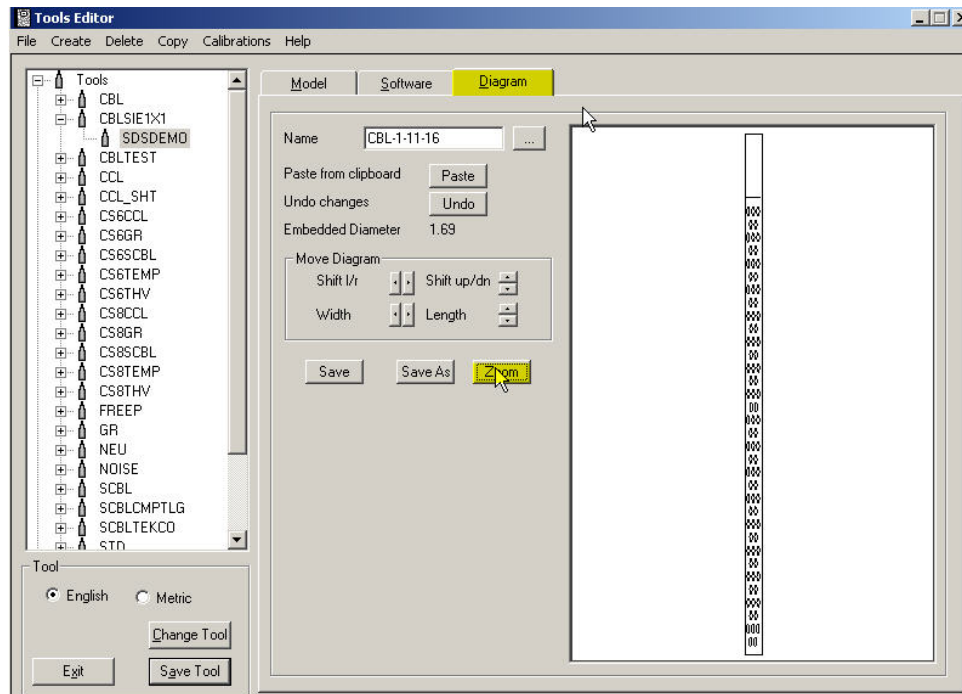 Tools Editor
File Create Delete Copy Calibrations Help
Tools
CBL
CBLSIE1X1
SDSDEMO
CBLTEST
CCL
CCL_SHT
CS6CCL
CS6GR
CS6SCBL
CS6TEMP
CS6THV
CS8CCL
CS8GR
CS8SCBL
CS8TEMP
CS8THV
FREEP
GR
NEU
NOISE
SCBL
SCBLCMPTLG
SCBLTEKCO
STD
Tool
English Metric
Change Tool
Exit Save Tool
Model Software Diagram
Name CBL-1-11-16 ...
Paste from clipboard Paste
Undo changes Undo
Embedded Diameter 1.69
Move Diagram
Shift l/r Shift up/dn
Width Length
Save Save As Zoom